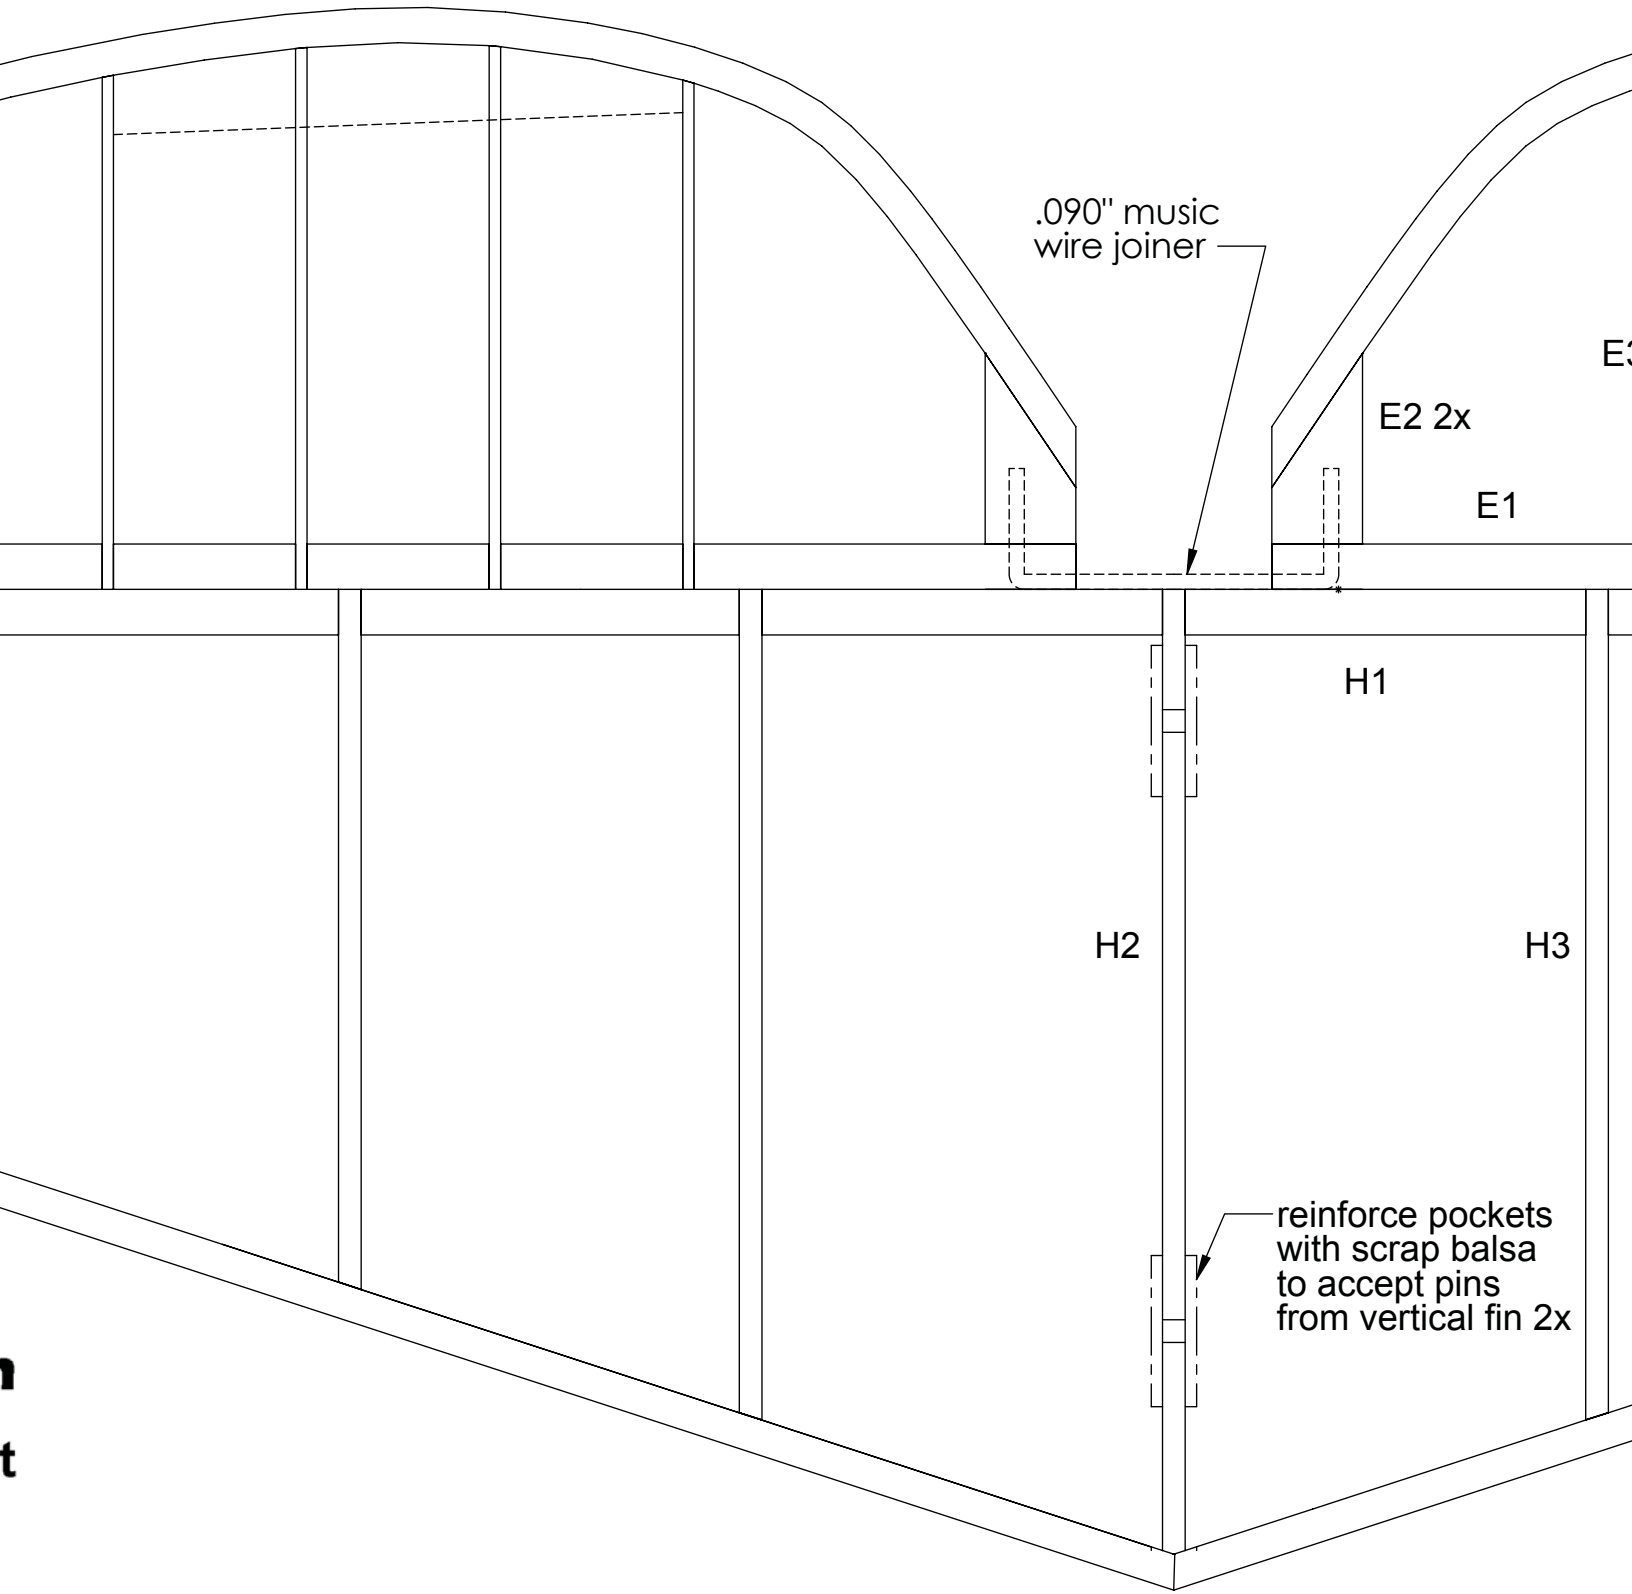 .090" music
wire joiner
E2 2x
E1
H1
H2
H3
reinforce pockets
with scrap balsa
to accept pins
from vertical fin 2x